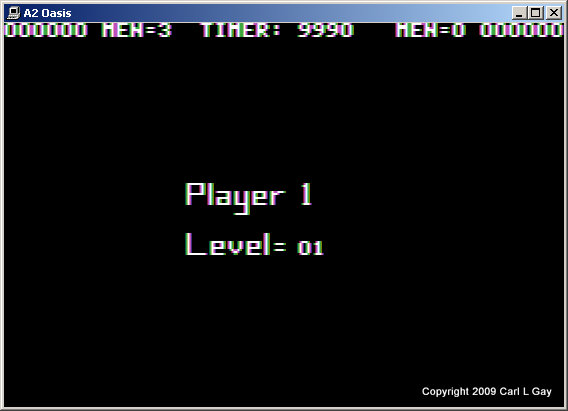 A2 Oasis
000000 MEN=3 TIMER: 9990 MEN=0 000000
Player 1
Level= 01
Copyright 2009 Carl L Gay